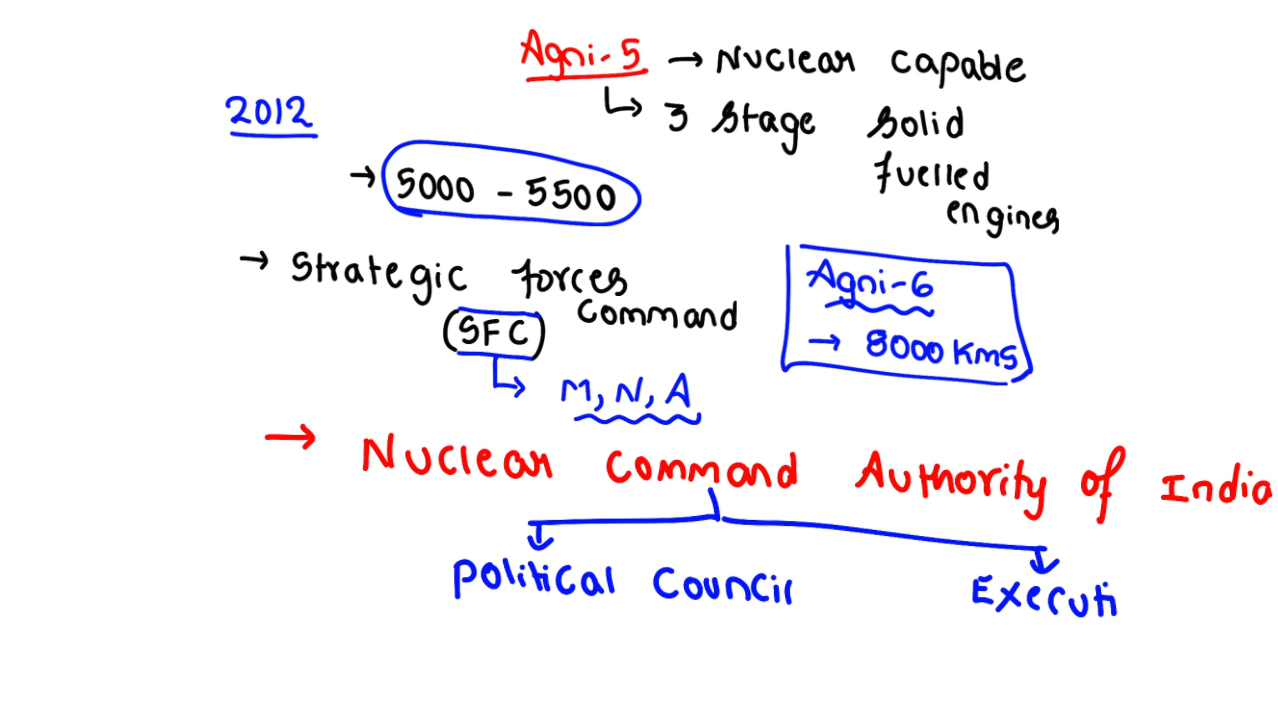 Agni-5 → Nuclear capable
2012
↳ 3 stage solid
fuelled
engines
→ 5000 - 5500
→ Strategic forces
command
(SFC)
Agni-6
→ 8000 Kms
↳ M, N, A
→ Nuclear command Authority of India
Political Council
Executi